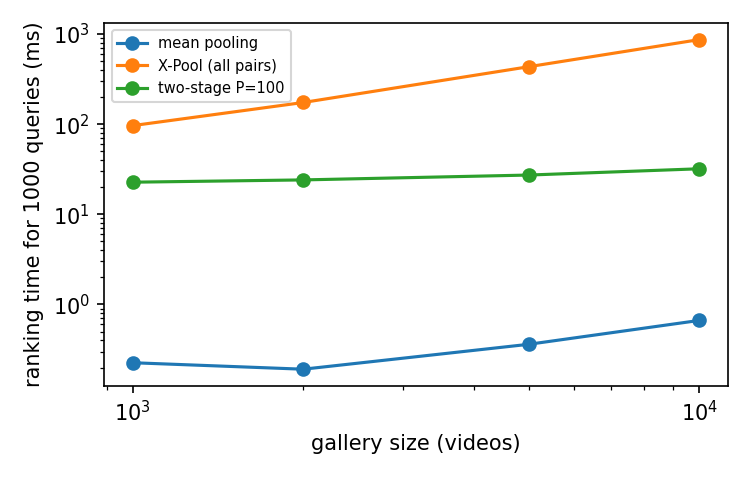 ranking time for 1000 queries (ms)
10³
10²
10¹
10⁰
mean pooling
X-Pool (all pairs)
two-stage P=100
10³
10⁴
gallery size (videos)